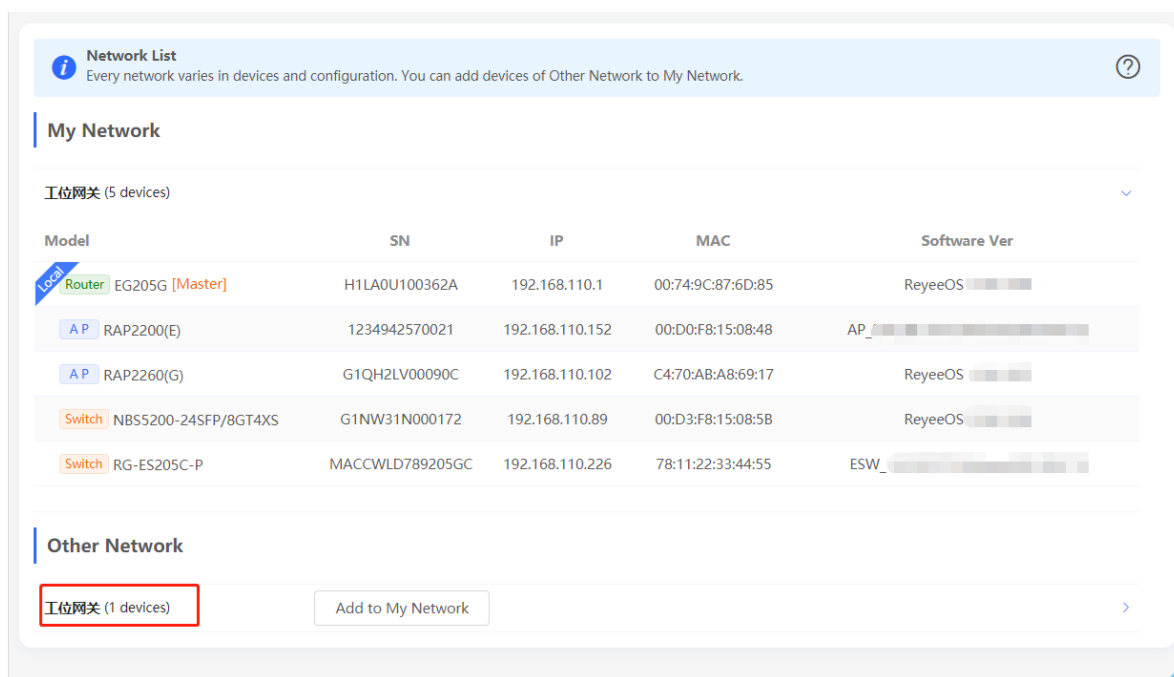 Network List
Every network varies in devices and configuration. You can add devices of Other Network to My Network.
My Network
工位网关 (5 devices)
Model SN IP MAC Software Ver
Local Router EG205G [Master] H1LA0U100362A 192.168.110.1 00:74:9C:87:6D:85 ReyeeOS
AP RAP2200(E) 1234942570021 192.168.110.152 00:D0:F8:15:08:48 AP_
AP RAP2260(G) G1QH2LV00090C 192.168.110.102 C4:70:AB:A8:69:17 ReyeeOS
Switch NBS5200-24SFP/8GT4XS G1NW31N000172 192.168.110.89 00:D3:F8:15:08:5B ReyeeOS
Switch RG-ES205C-P MACCWLD789205GC 192.168.110.226 78:11:22:33:44:55 ESW_
Other Network
工位网关 (1 devices) Add to My Network